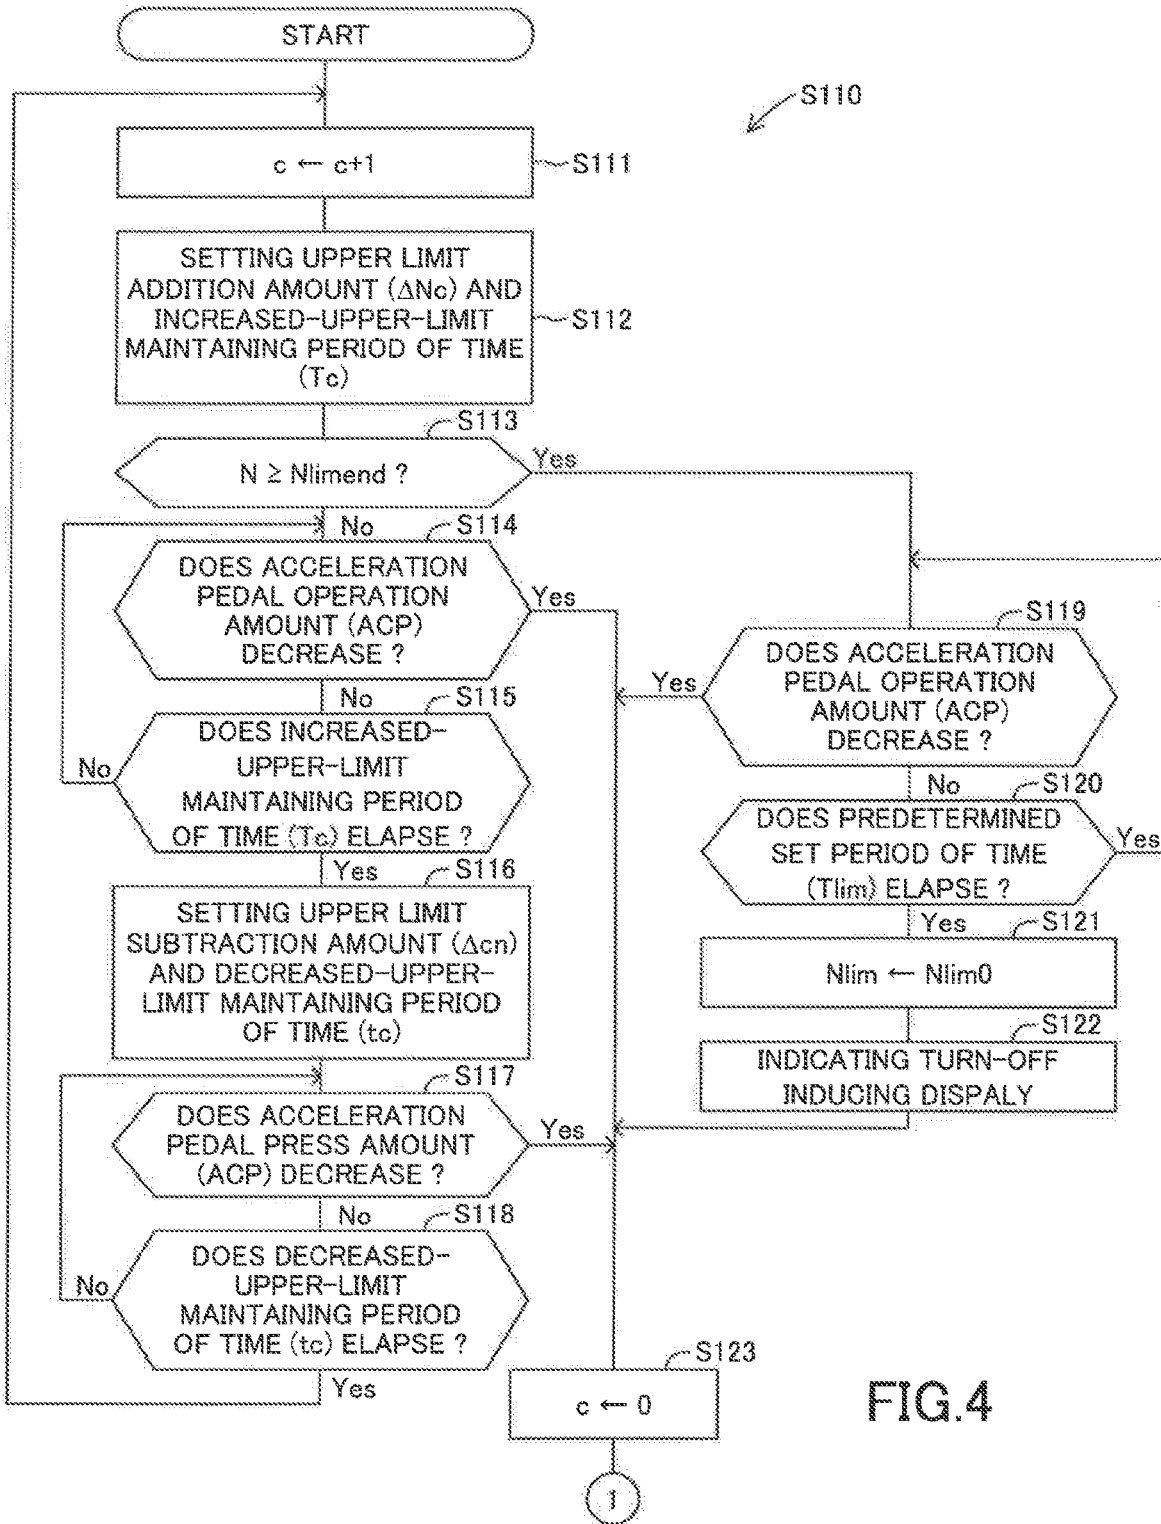 START
S110
c ← c+1
S111
SETTING UPPER LIMIT
ADDITION AMOUNT (ΔNc) AND
INCREASED-UPPER-LIMIT
MAINTAINING PERIOD OF TIME
(Tc)
S112
S113
N ≥ Nlimend ?
Yes
No
S114
DOES ACCELERATION
PEDAL OPERATION
AMOUNT (ACP)
DECREASE ?
Yes
No
S115
DOES INCREASED-
UPPER-LIMIT
MAINTAINING PERIOD
OF TIME (Tc) ELAPSE ?
No
Yes
S116
SETTING UPPER LIMIT
SUBTRACTION AMOUNT (Δcn)
AND DECREASED-UPPER-
LIMIT MAINTAINING PERIOD
OF TIME (tc)
S117
DOES ACCELERATION
PEDAL PRESS AMOUNT
(ACP) DECREASE ?
Yes
No
S118
DOES DECREASED-
UPPER-LIMIT
MAINTAINING PERIOD
OF TIME (tc) ELAPSE ?
No
Yes
S119
DOES ACCELERATION
PEDAL OPERATION
AMOUNT (ACP)
DECREASE ?
Yes
No
S120
DOES PREDETERMINED
SET PERIOD OF TIME
(Tlim) ELAPSE ?
Yes
Yes
S121
Nlim ← Nlim0
S122
INDICATING TURN-OFF
INDUCING DISPALY
S123
c ← 0
1
FIG.4